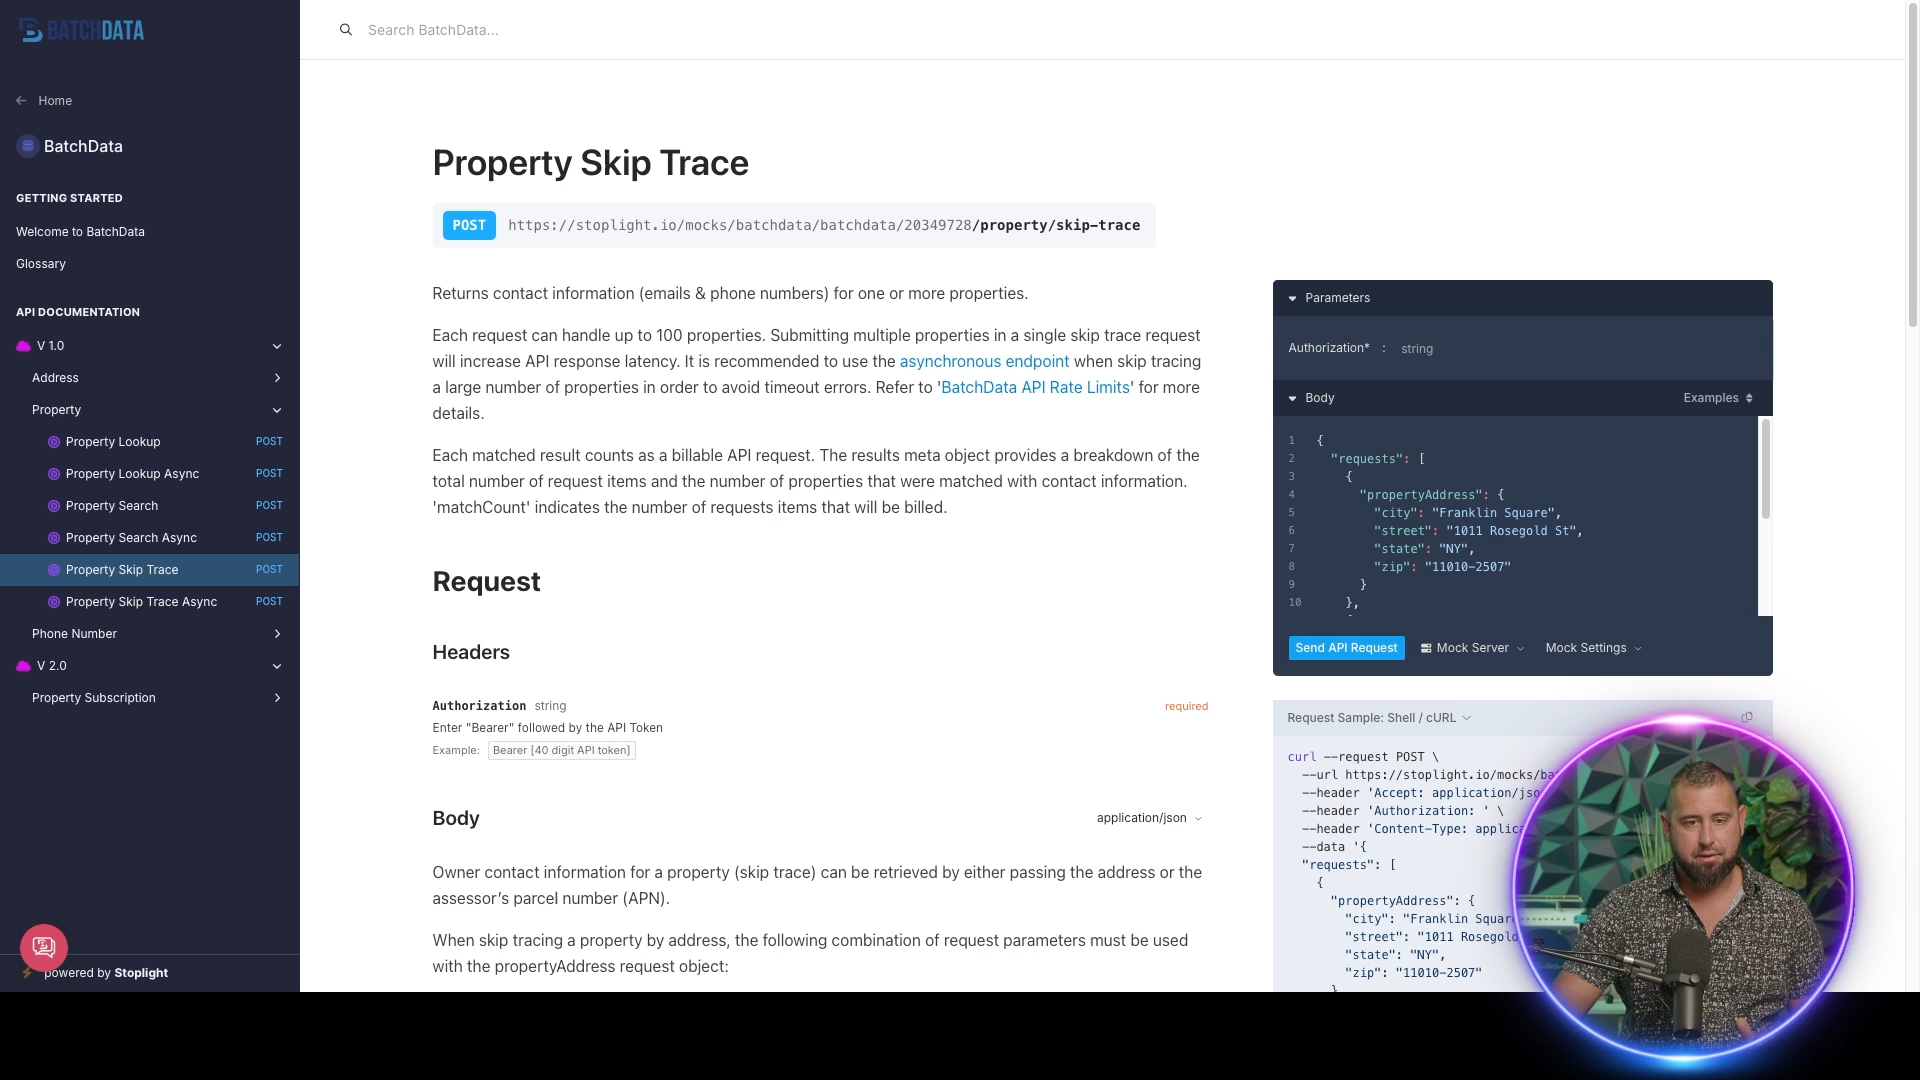 BATCHDATA
Search BatchData...
Home
BatchData
GETTING STARTED
Welcome to BatchData
Glossary
API DOCUMENTATION
V 1.0
Address
Property
Property Lookup POST
Property Lookup Async POST
Property Search POST
Property Search Async POST
Property Skip Trace POST
Property Skip Trace Async POST
Phone Number
V 2.0
Property Subscription
powered by Stoplight
Property Skip Trace
POST https://stoplight.io/mocks/batchdata/batchdata/20349728/property/skip-trace
Returns contact information (emails & phone numbers) for one or more properties.
Each request can handle up to 100 properties. Submitting multiple properties in a single skip trace request
will increase API response latency. It is recommended to use the asynchronous endpoint when skip tracing
a large number of properties in order to avoid timeout errors. Refer to 'BatchData API Rate Limits' for more
details.
Each matched result counts as a billable API request. The results meta object provides a breakdown of the
total number of request items and the number of properties that were matched with contact information.
'matchCount' indicates the number of requests items that will be billed.
Request
Headers
Authorization string required
Enter "Bearer" followed by the API Token
Example: Bearer [40 digit API token]
Body application/json
Owner contact information for a property (skip trace) can be retrieved by either passing the address or the
assessor’s parcel number (APN).
When skip tracing a property by address, the following combination of request parameters must be used
with the propertyAddress request object:
Parameters
Authorization* : string
Body Examples
1 {
2 "requests": [
3 {
4 "propertyAddress": {
5 "city": "Franklin Square",
6 "street": "1011 Rosegold St",
7 "state": "NY",
8 "zip": "11010-2507"
9 }
10 },
Send API Request Mock Server Mock Settings
Request Sample: Shell / cURL
curl --request POST \
--url https://stoplight.io/mocks/ba
--header 'Accept: application/jso
--header 'Authorization: ' \
--header 'Content-Type: applica
--data '{
"requests": [
{
"propertyAddress": {
"city": "Franklin Squar
"street": "1011 Rosegold
"state": "NY",
"zip": "11010-2507"
}